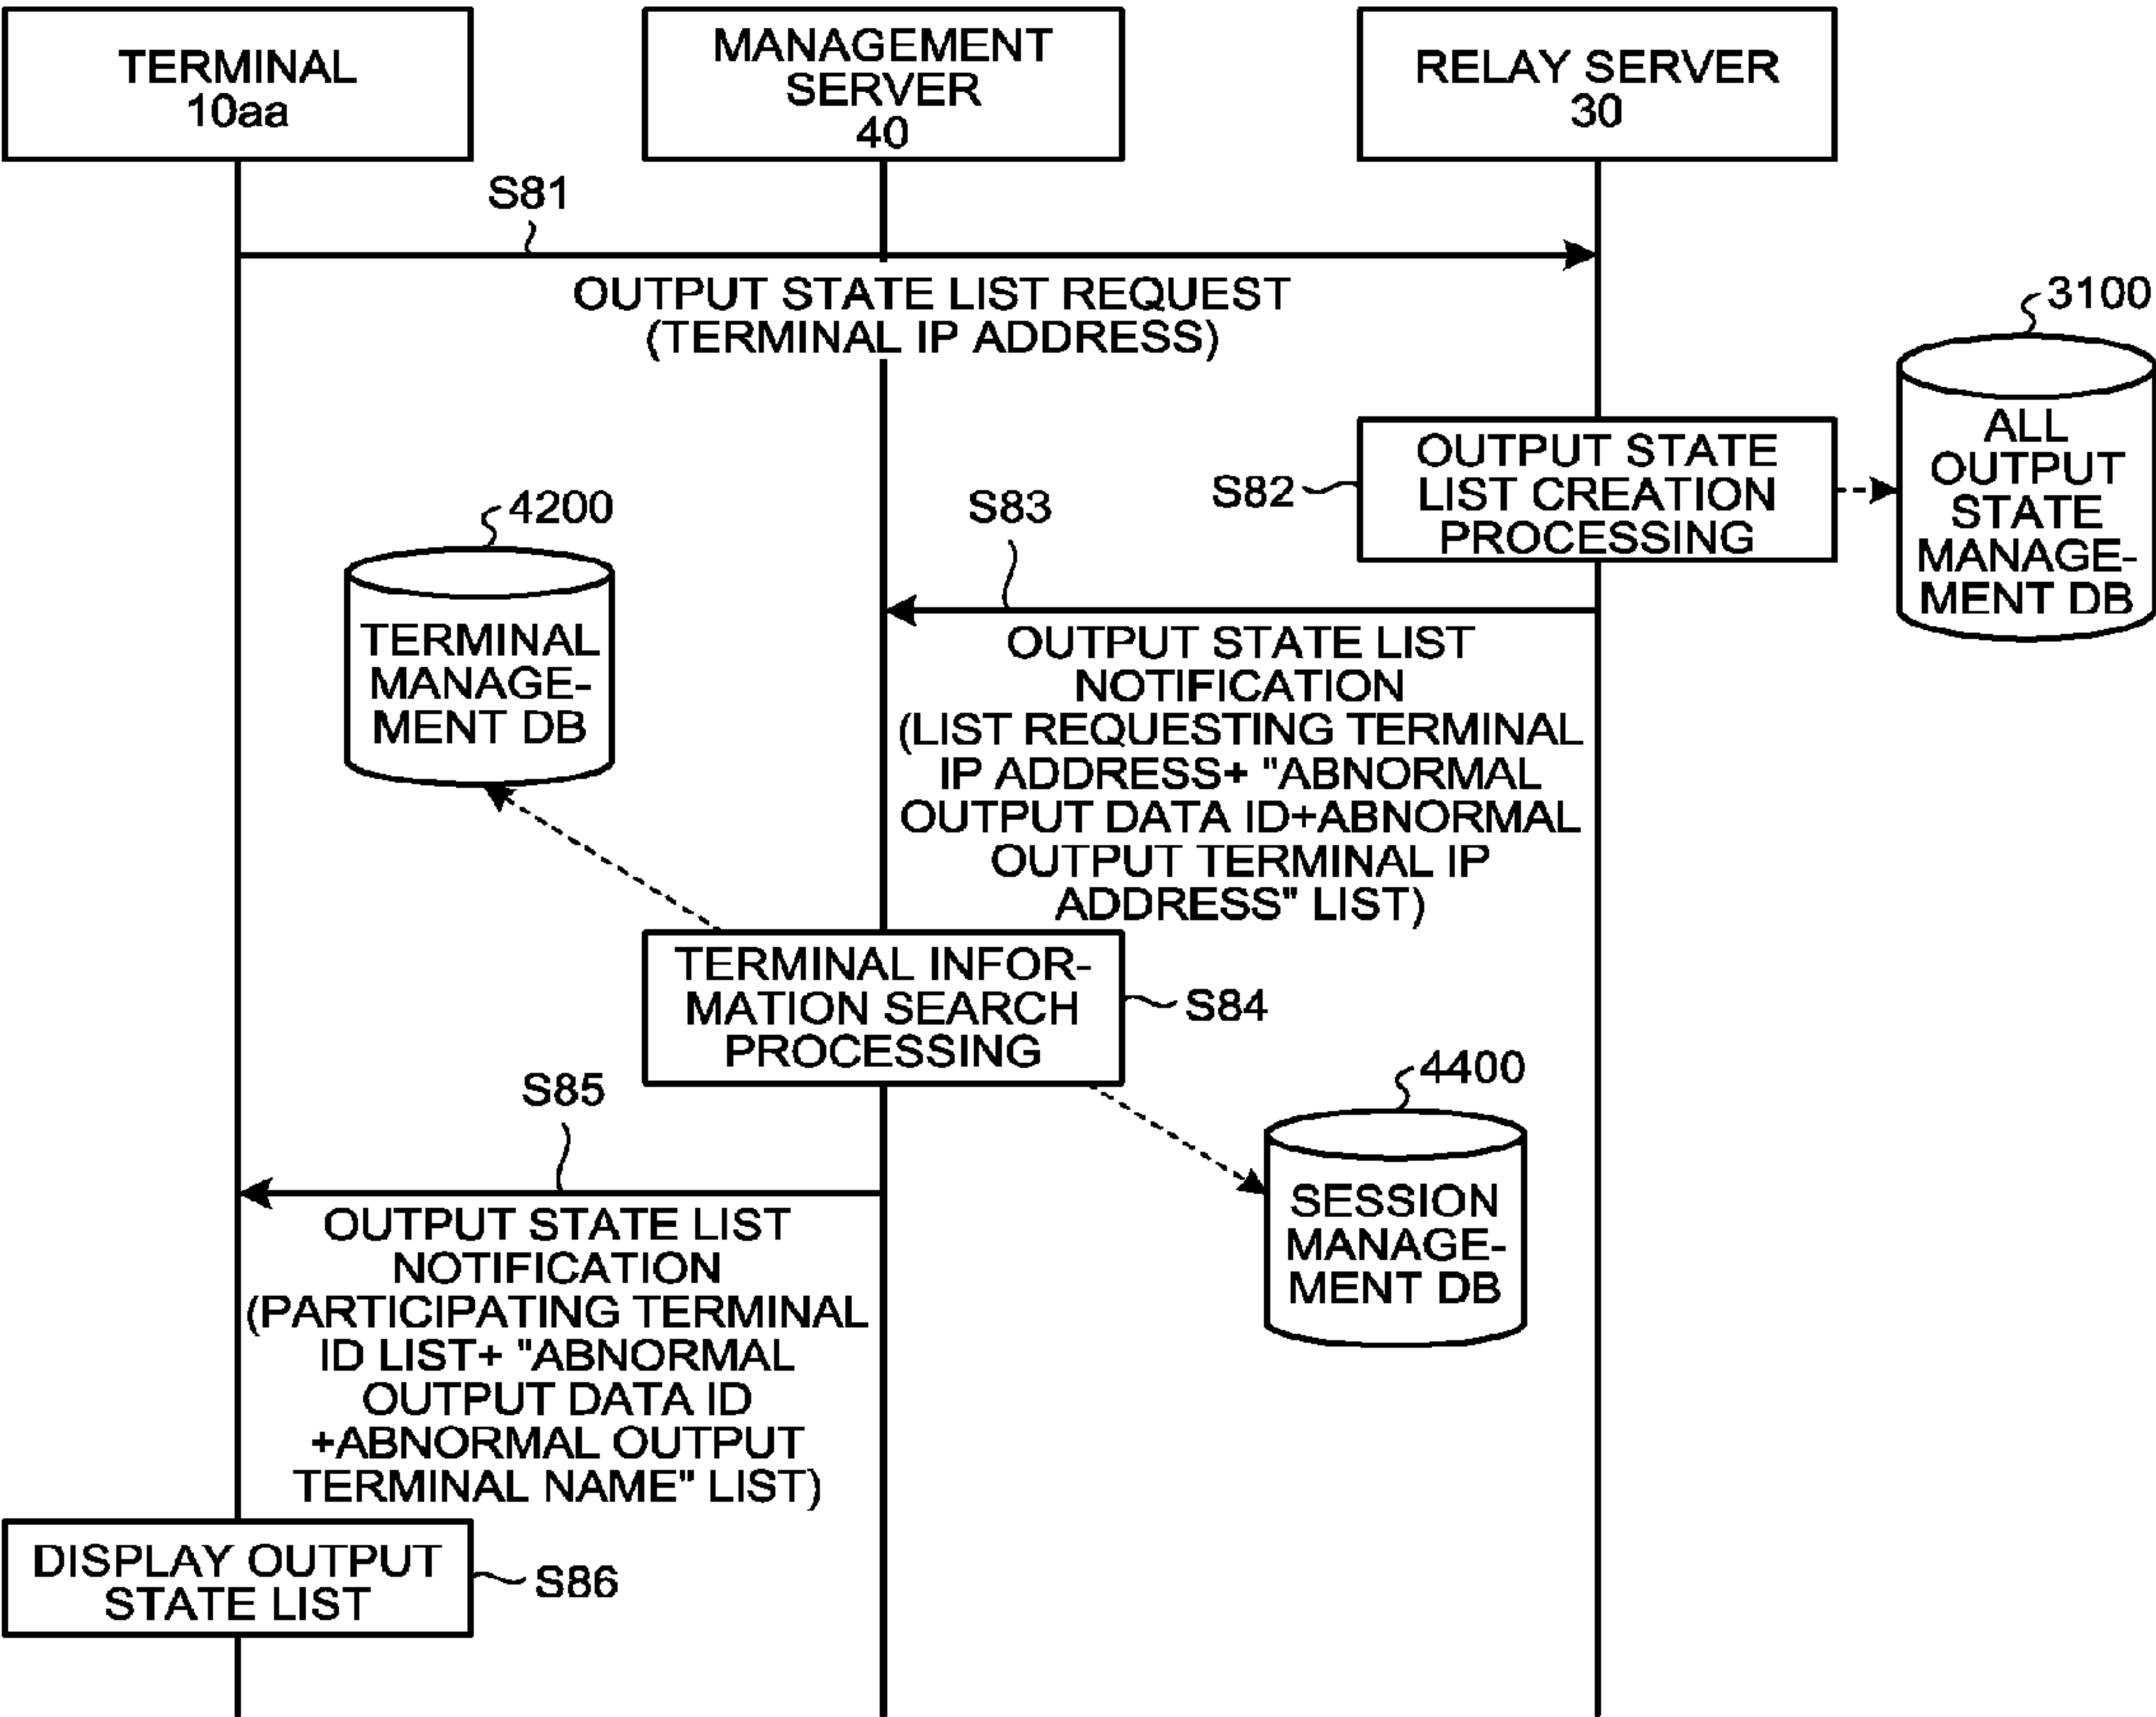 TERMINAL
10aa
MANAGEMENT
SERVER
40
RELAY SERVER
30
S81
OUTPUT STATE LIST REQUEST
(TERMINAL IP ADDRESS)
3100
ALL
OUTPUT
STATE
MANAGE-
MENT DB
S82
OUTPUT STATE
LIST CREATION
PROCESSING
S83
OUTPUT STATE LIST
NOTIFICATION
(LIST REQUESTING TERMINAL
IP ADDRESS+ "ABNORMAL
OUTPUT DATA ID+ABNORMAL
OUTPUT TERMINAL IP
ADDRESS" LIST)
4200
TERMINAL
MANAGE-
MENT DB
TERMINAL INFOR-
MATION SEARCH
PROCESSING
S84
4400
SESSION
MANAGE-
MENT DB
S85
OUTPUT STATE LIST
NOTIFICATION
(PARTICIPATING TERMINAL
ID LIST+ "ABNORMAL
OUTPUT DATA ID
+ABNORMAL OUTPUT
TERMINAL NAME" LIST)
DISPLAY OUTPUT
STATE LIST
S86